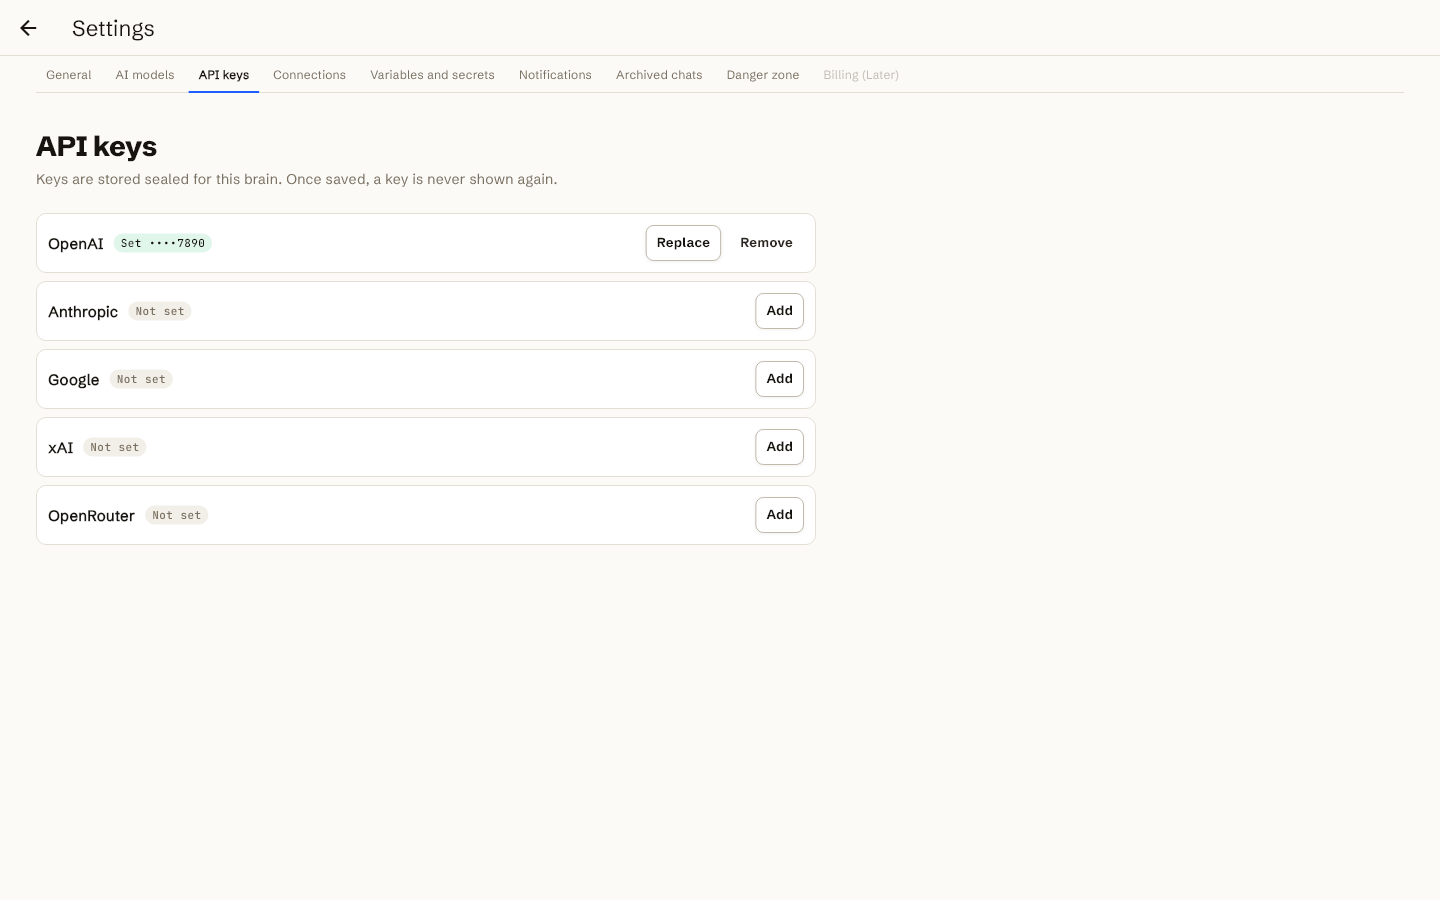 Settings
General AI models API keys Connections Variables and secrets Notifications Archived chats Danger zone Billing (Later)
API keys
Keys are stored sealed for this brain. Once saved, a key is never shown again.
OpenAI Set ····7890 Replace Remove
Anthropic Not set Add
Google Not set Add
xAI Not set Add
OpenRouter Not set Add